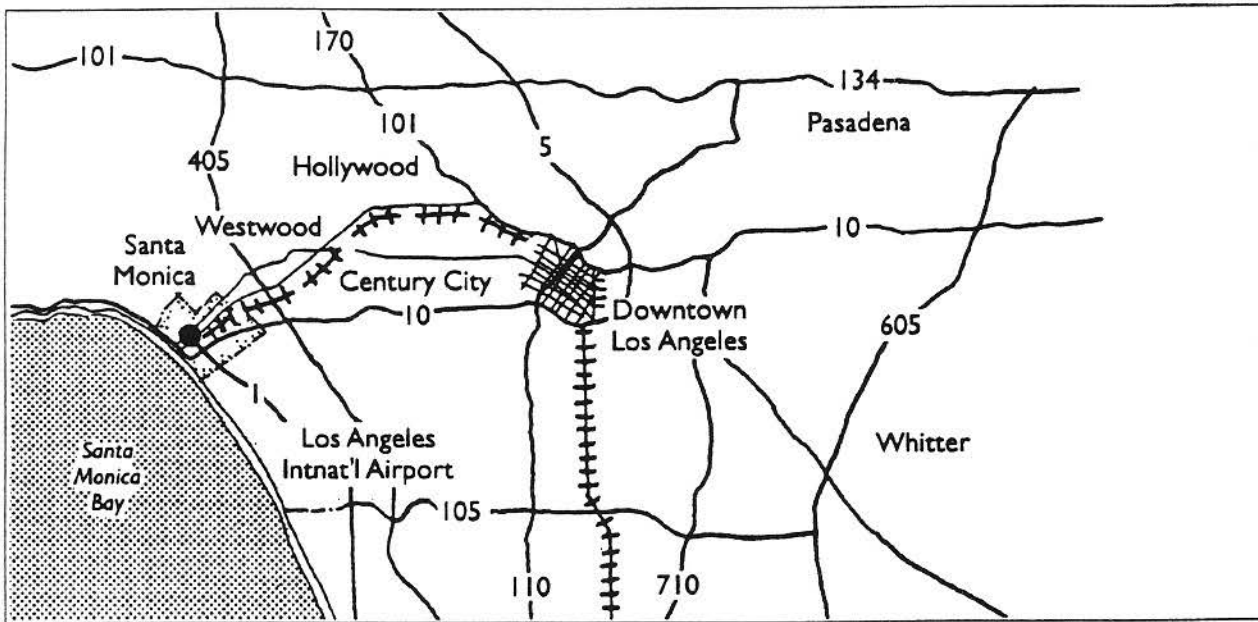 170
101
134
Pasadena
101
5
405
Hollywood
Westwood
10
Santa
Monica
Century City
10
Downtown
Los Angeles
605
1
Los Angeles
Intnat'l Airport
Whitter
Santa
Monica
Bay
105
110
710